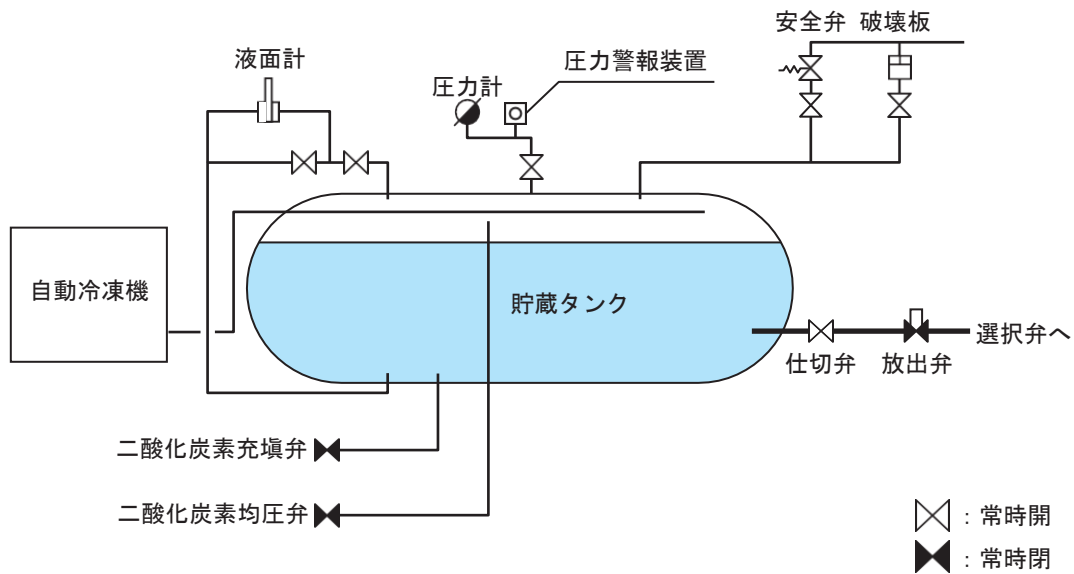 安全弁 破壊板
液面計
圧力計
圧力警報装置
自動冷凍機
貯蔵タンク
選択弁へ
仕切弁
放出弁
二酸化炭素充塡弁
二酸化炭素均圧弁
：常時開
：常時閉